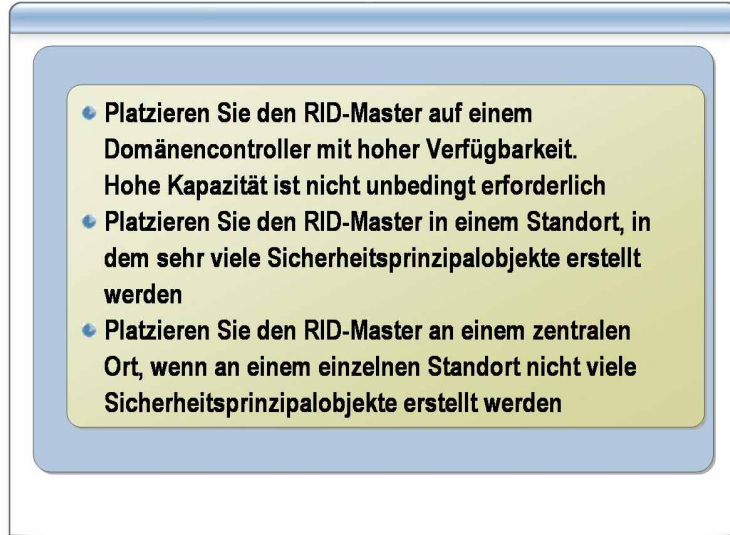 Platzieren Sie den RID-Master auf einem
Domänencontroller mit hoher Verfügbarkeit.
Hohe Kapazität ist nicht unbedingt erforderlich
Platzieren Sie den RID-Master in einem Standort, in
dem sehr viele Sicherheitsprinzipalobjekte erstellt
werden
Platzieren Sie den RID-Master an einem zentralen
Ort, wenn an einem einzelnen Standort nicht viele
Sicherheitsprinzipalobjekte erstellt werden